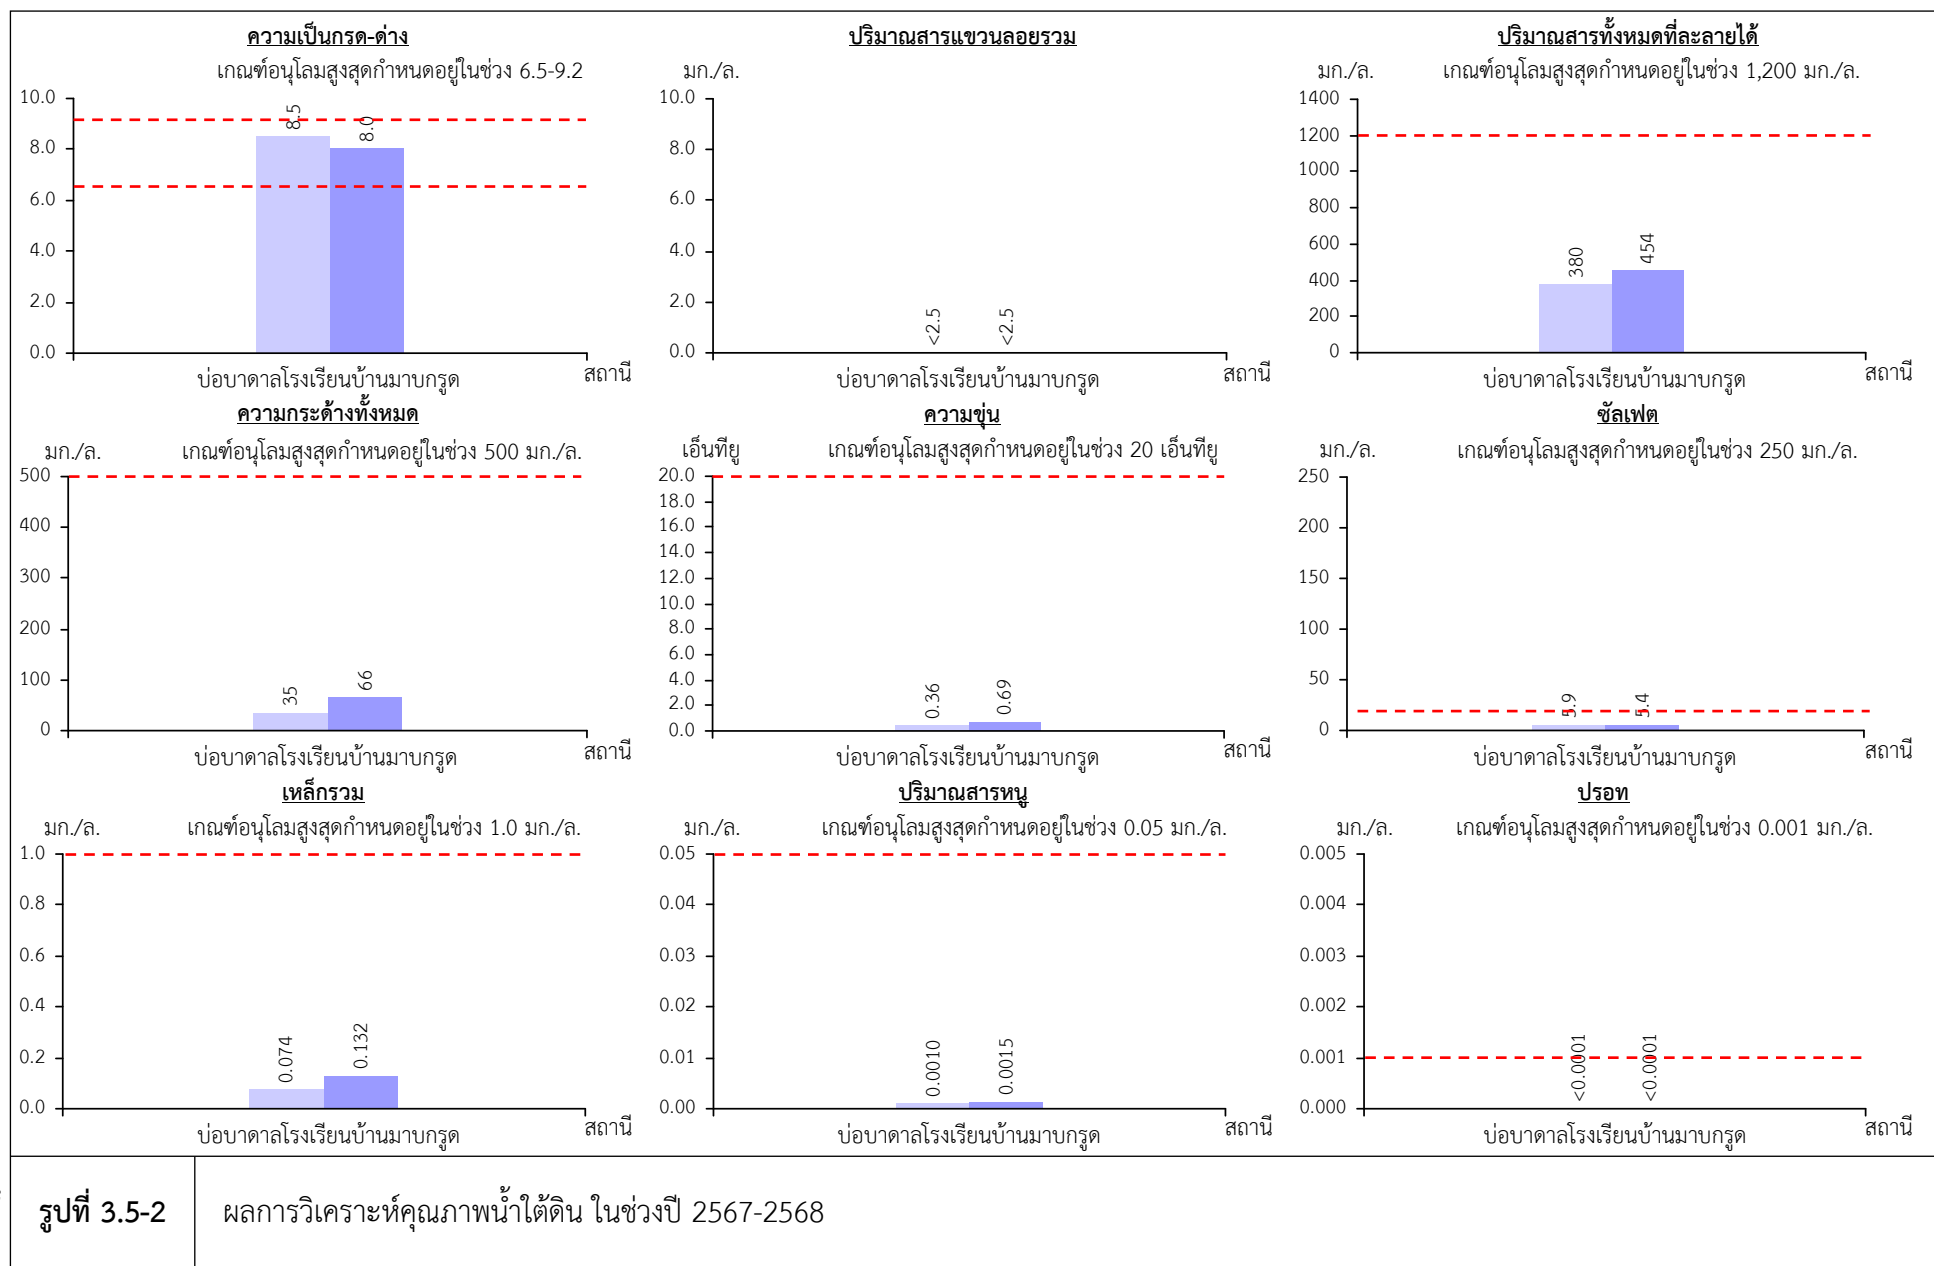 ความเป็นกรด-ด่าง
เกณฑ์อนุโลมสูงสุดกำหนดอยู่ในช่วง 6.5-9.2
10.0
8.0
6.0
4.0
2.0
0.0
8.5
8.0
บ่อบาดาลโรงเรียนบ้านมาบกรูด
สถานี
ปริมาณสารแขวนลอยรวม
มก./ล.
10.0
8.0
6.0
4.0
2.0
0.0
<2.5
<2.5
บ่อบาดาลโรงเรียนบ้านมาบกรูด
สถานี
ปริมาณสารทั้งหมดที่ละลายได้
มก./ล.
เกณฑ์อนุโลมสูงสุดกำหนดอยู่ในช่วง 1,200 มก./ล.
1400
1200
1000
800
600
400
200
0
380
454
บ่อบาดาลโรงเรียนบ้านมาบกรูด
สถานี
ความกระด้างทั้งหมด
มก./ล.
เกณฑ์อนุโลมสูงสุดกำหนดอยู่ในช่วง 500 มก./ล.
500
400
300
200
100
0
35
66
บ่อบาดาลโรงเรียนบ้านมาบกรูด
สถานี
ความขุ่น
เอ็นทียู
เกณฑ์อนุโลมสูงสุดกำหนดอยู่ในช่วง 20 เอ็นทียู
20.0
18.0
16.0
14.0
12.0
10.0
8.0
6.0
4.0
2.0
0.0
0.36
0.69
บ่อบาดาลโรงเรียนบ้านมาบกรูด
สถานี
ซัลเฟต
มก./ล.
เกณฑ์อนุโลมสูงสุดกำหนดอยู่ในช่วง 250 มก./ล.
250
200
150
100
50
0
5.9
5.4
บ่อบาดาลโรงเรียนบ้านมาบกรูด
สถานี
เหล็กรวม
มก./ล.
เกณฑ์อนุโลมสูงสุดกำหนดอยู่ในช่วง 1.0 มก./ล.
1.0
0.8
0.6
0.4
0.2
0.0
0.074
0.132
บ่อบาดาลโรงเรียนบ้านมาบกรูด
สถานี
ปริมาณสารหนู
มก./ล.
เกณฑ์อนุโลมสูงสุดกำหนดอยู่ในช่วง 0.05 มก./ล.
0.05
0.04
0.03
0.02
0.01
0.00
0.0010
0.0015
บ่อบาดาลโรงเรียนบ้านมาบกรูด
สถานี
ปรอท
มก./ล.
เกณฑ์อนุโลมสูงสุดกำหนดอยู่ในช่วง 0.001 มก./ล.
0.005
0.004
0.003
0.002
0.001
0.000
<0.0001
<0.0001
บ่อบาดาลโรงเรียนบ้านมาบกรูด
สถานี
รูปที่ 3.5-2
ผลการวิเคราะห์คุณภาพน้ำใต้ดิน ในช่วงปี 2567-2568